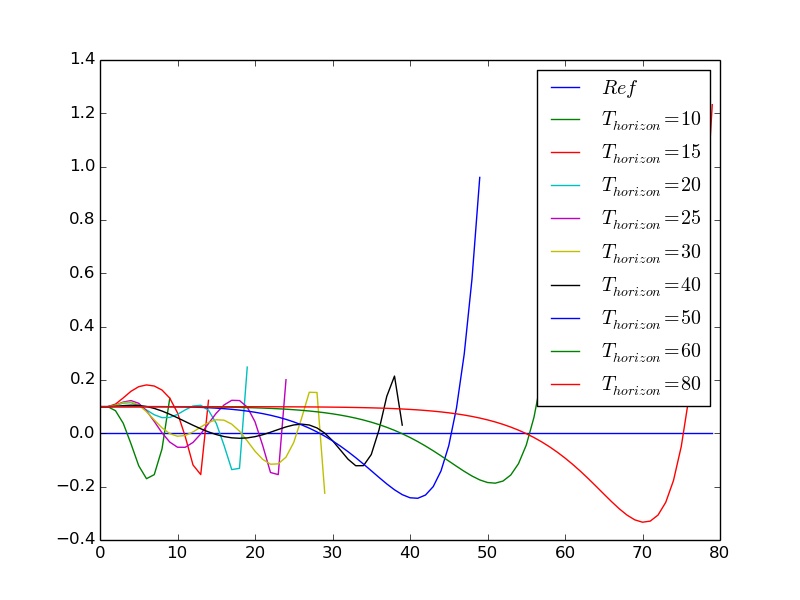 1.4
1.2
1.0
0.8
0.6
0.4
0.2
0.0
−0.2
−0.4
0 10 20 30 40 50 60 70 80
Ref
T_horizon = 10
T_horizon = 15
T_horizon = 20
T_horizon = 25
T_horizon = 30
T_horizon = 40
T_horizon = 50
T_horizon = 60
T_horizon = 80